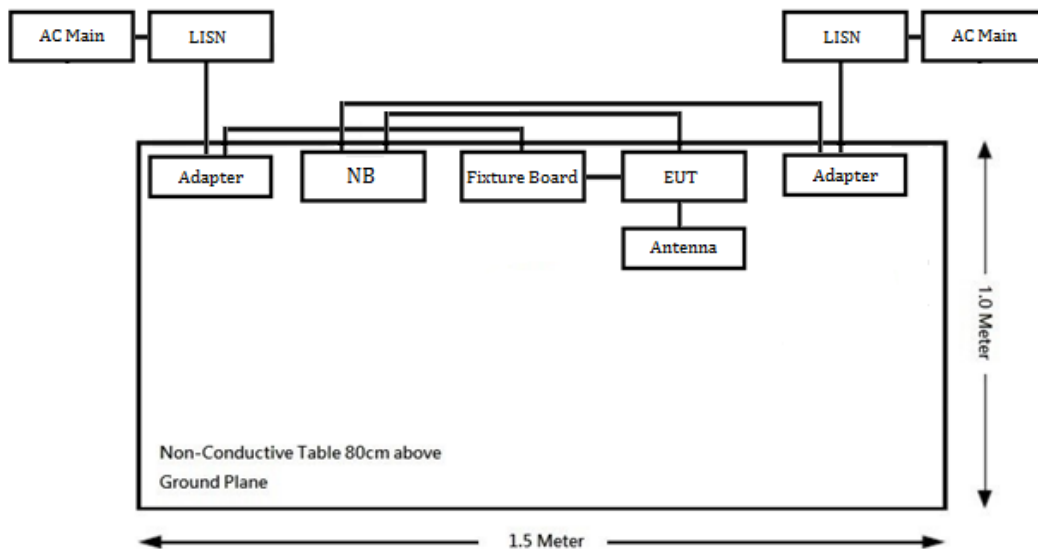 AC Main
LISN
LISN
AC Main
Adapter
NB
Fixture Board
EUT
Adapter
Antenna
1.0 Meter
Non-Conductive Table 80cm above
Ground Plane
1.5 Meter